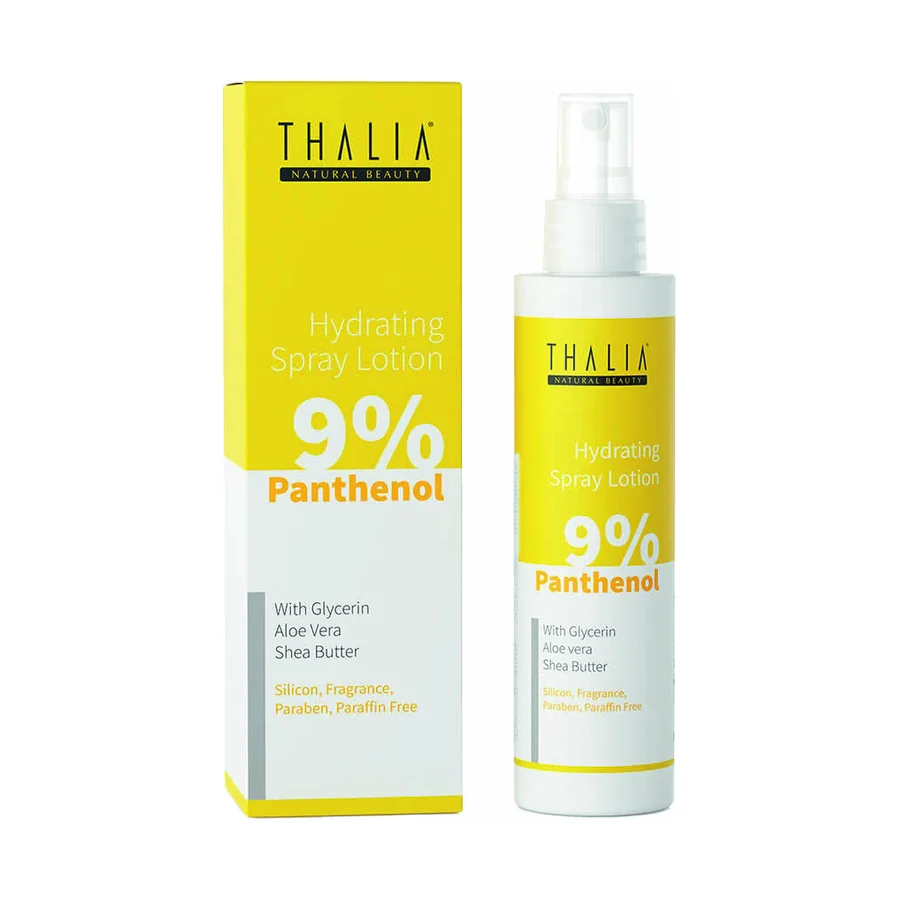 THALIA®
NATURAL BEAUTY
Hydrating
Spray Lotion
9%
Panthenol
With Glycerin
Aloe Vera
Shea Butter
Silicon, Fragrance,
Paraben, Paraffin Free
THALIA®
NATURAL BEAUTY
Hydrating
Spray Lotion
9%
Panthenol
With Glycerin
Aloe vera
Shea Butter
Silicon, Fragrance,
Paraben, Paraffin Free